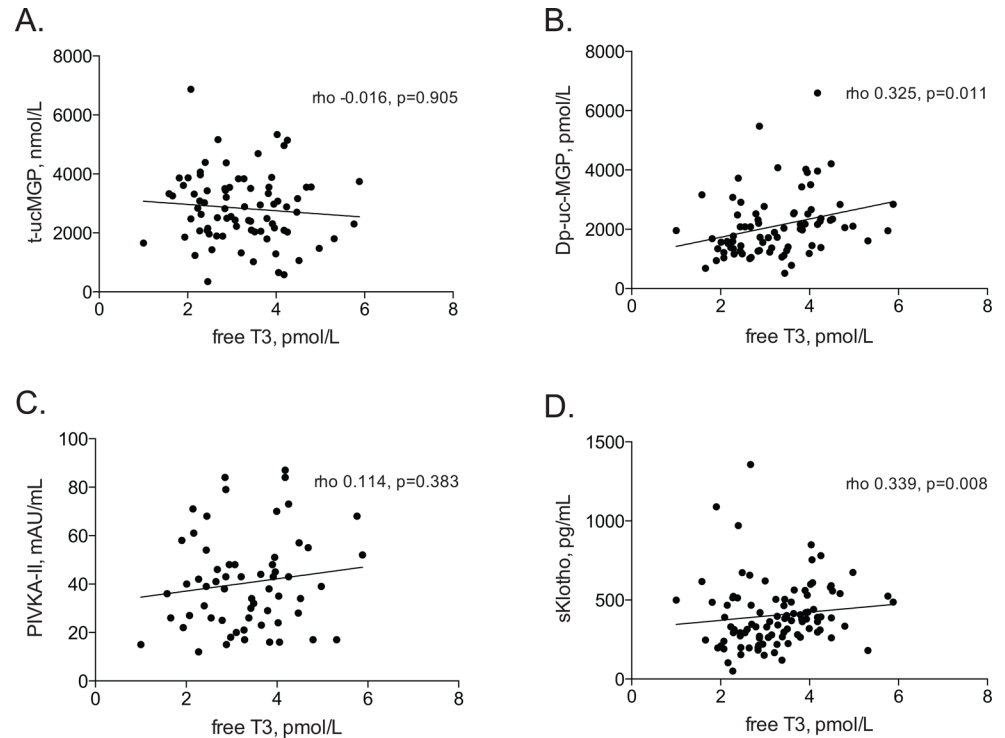 A.
t-ucMGP, nmol/L
8000
6000
4000
2000
0
rho -0.016, p=0.905
0 2 4 6 8
free T3, pmol/L
B.
Dp-uc-MGP, pmol/L
8000
6000
4000
2000
0
rho 0.325, p=0.011
0 2 4 6 8
free T3, pmol/L
C.
PIVKA-II, mAU/mL
100
80
60
40
20
0
rho 0.114, p=0.383
0 2 4 6 8
free T3, pmol/L
D.
sKlotho, pg/mL
1500
1000
500
0
rho 0.339, p=0.008
0 2 4 6 8
free T3, pmol/L